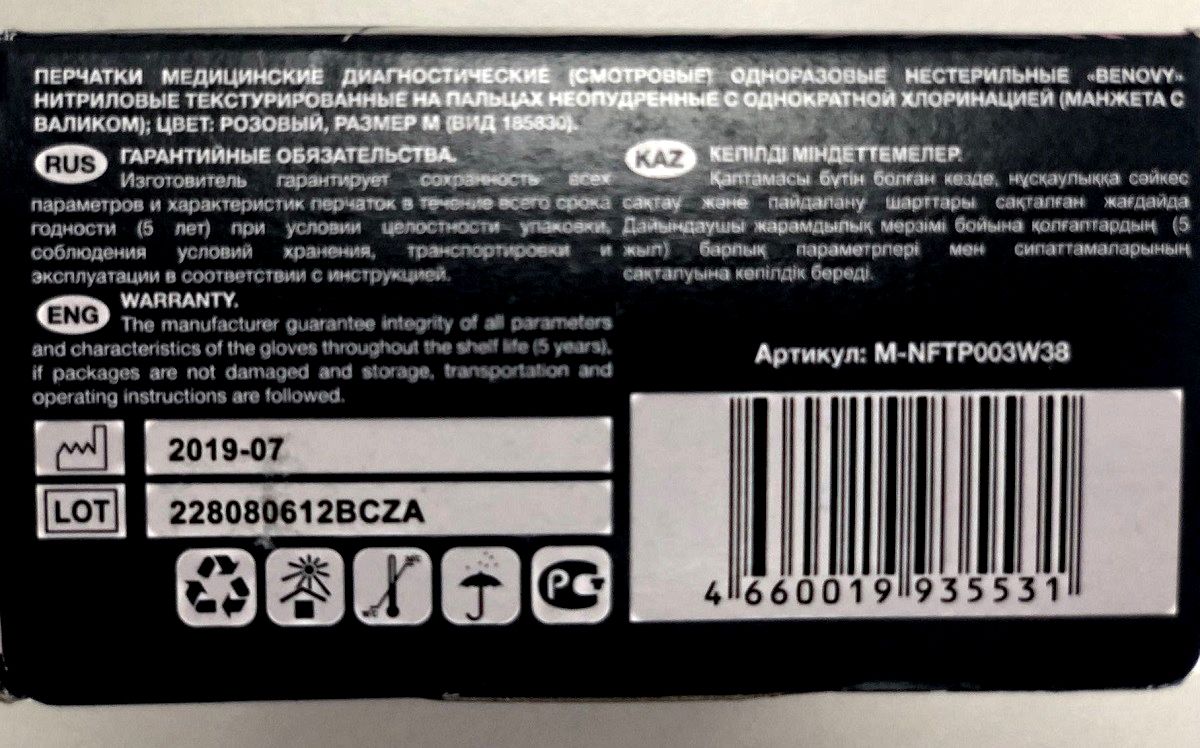 ПЕРЧАТКИ МЕДИЦИНСКИЕ ДИАГНОСТИЧЕСКИЕ (СМОТРОВЫЕ) ОДНОРАЗОВЫЕ НЕСТЕРИЛЬНЫЕ «BENOVY»
НИТРИЛОВЫЕ ТЕКСТУРИРОВАННЫЕ НА ПАЛЬЦАХ НЕОПУДРЕННЫЕ С ОДНОКРАТНОЙ ХЛОРИНАЦИЕЙ (МАНЖЕТА С
ВАЛИКОМ); ЦВЕТ: РОЗОВЫЙ, РАЗМЕР M (ВИД 185830).
RUS
ГАРАНТИЙНЫЕ ОБЯЗАТЕЛЬСТВА.
Изготовитель гарантирует сохранность всех
параметров и характеристик перчаток в течение всего срока
годности (5 лет) при условии целостности упаковки,
соблюдения условий хранения, транспортировки и
эксплуатации в соответствии с инструкцией.
KAZ
КЕПІЛДІ МІНДЕТТЕМЕЛЕР.
Қаптамасы бүтін болған кезде, нұсқаулыққа сәйкес
сақтау және пайдалану шарттары сақталған жағдайда
Дайындаушы жарамдылық мерзімі бойына қолғаптардың (5
жыл) барлық параметрлері мен сипаттамаларының
сақталуына кепілдік береді.
ENG
WARRANTY.
The manufacturer guarantee integrity of all parameters
and characteristics of the gloves throughout the shelf life (5 years),
if packages are not damaged and storage, transportation and
operating instructions are followed.
Артикул: M-NFTP003W38
2019-07
LOT
228080612BCZA
РСТ
4 660019 935531